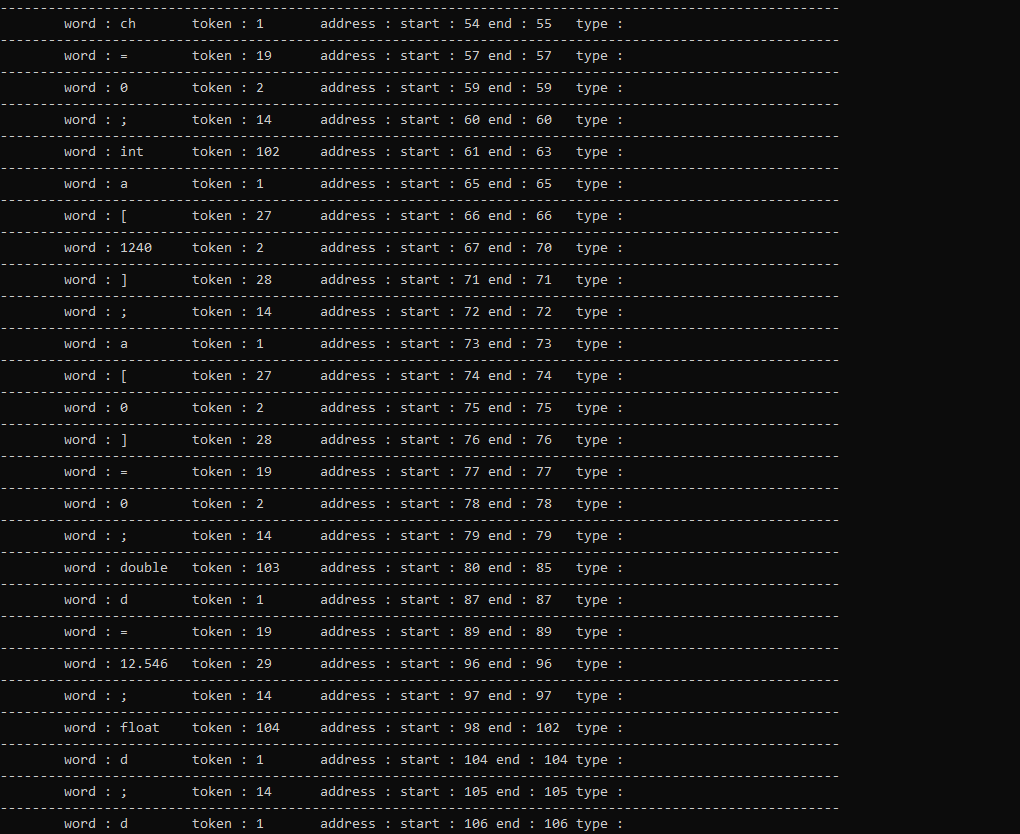 word : ch token : 1 address : start : 54 end : 55 type :
word : = token : 19 address : start : 57 end : 57 type :
word : 0 token : 2 address : start : 59 end : 59 type :
word : ; token : 14 address : start : 60 end : 60 type :
word : int token : 102 address : start : 61 end : 63 type :
word : a token : 1 address : start : 65 end : 65 type :
word : [ token : 27 address : start : 66 end : 66 type :
word : 1240 token : 2 address : start : 67 end : 70 type :
word : ] token : 28 address : start : 71 end : 71 type :
word : ; token : 14 address : start : 72 end : 72 type :
word : a token : 1 address : start : 73 end : 73 type :
word : [ token : 27 address : start : 74 end : 74 type :
word : 0 token : 2 address : start : 75 end : 75 type :
word : ] token : 28 address : start : 76 end : 76 type :
word : = token : 19 address : start : 77 end : 77 type :
word : 0 token : 2 address : start : 78 end : 78 type :
word : ; token : 14 address : start : 79 end : 79 type :
word : double token : 103 address : start : 80 end : 85 type :
word : d token : 1 address : start : 87 end : 87 type :
word : = token : 19 address : start : 89 end : 89 type :
word : 12.546 token : 29 address : start : 96 end : 96 type :
word : ; token : 14 address : start : 97 end : 97 type :
word : float token : 104 address : start : 98 end : 102 type :
word : d token : 1 address : start : 104 end : 104 type :
word : ; token : 14 address : start : 105 end : 105 type :
word : d token : 1 address : start : 106 end : 106 type :